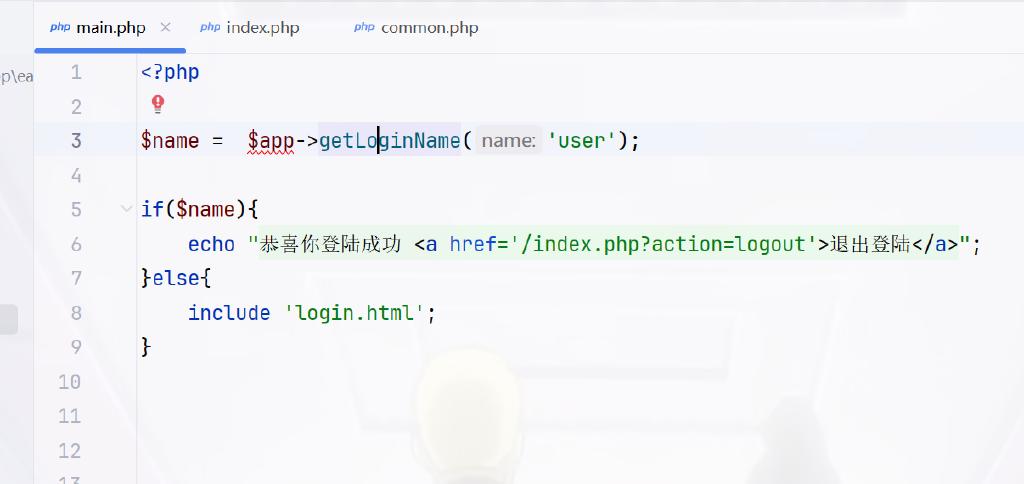 php main.php × php index.php php common.php
p\ea
1 <?php
2
3 $name =  $app->getLoginName( name: 'user');
4
5 if($name){
6     echo "恭喜你登陆成功 <a href='/index.php?action=logout'>退出登陆</a>";
7 }else{
8     include 'login.html';
9 }
10
11
12
13